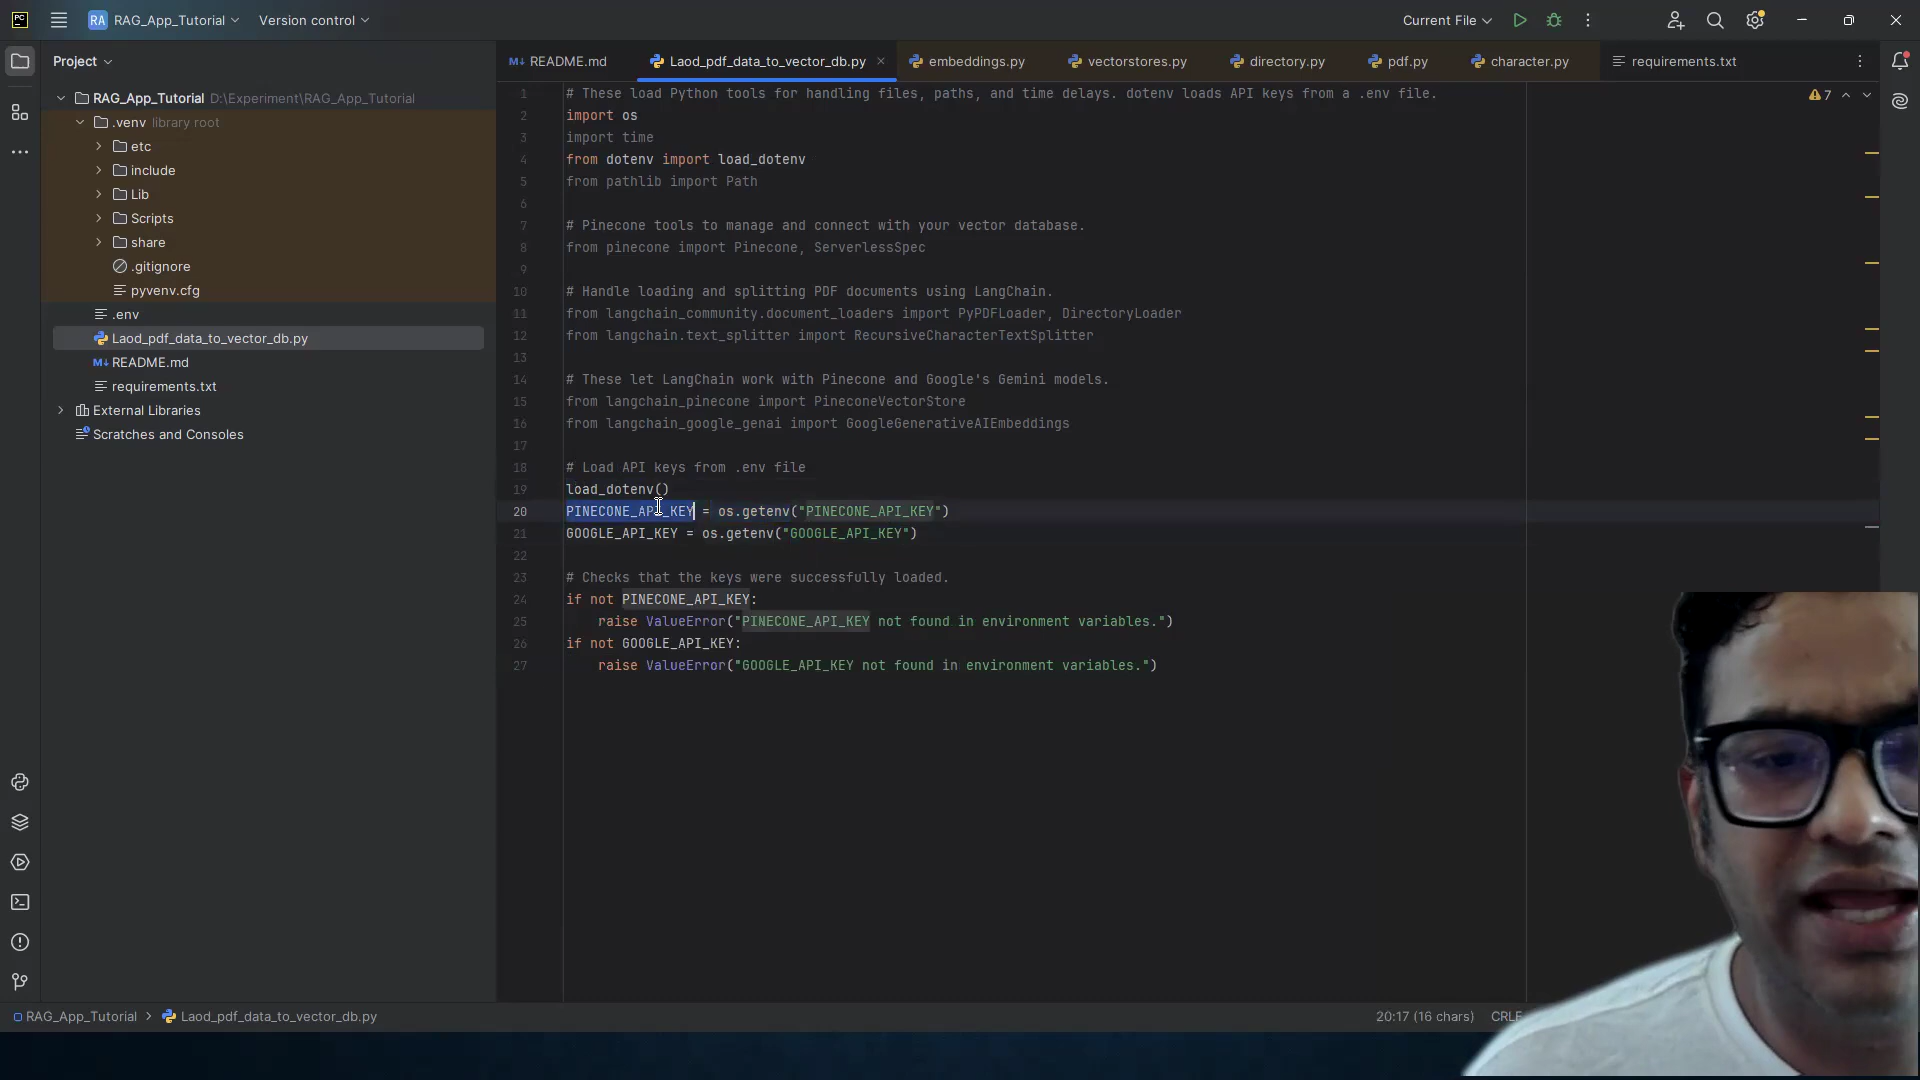 PC
RA RAG_App_Tutorial
Version control
Current File
Project
README.md
Laod_pdf_data_to_vector_db.py
embeddings.py
vectorstores.py
directory.py
pdf.py
character.py
requirements.txt
RAG_App_Tutorial D:\Experiment\RAG_App_Tutorial
.venv library root
etc
include
Lib
Scripts
share
.gitignore
pyvenv.cfg
.env
Laod_pdf_data_to_vector_db.py
README.md
requirements.txt
External Libraries
Scratches and Consoles
7
1 # These load Python tools for handling files, paths, and time delays. dotenv loads API keys from a .env file.
2 import os
3 import time
4 from dotenv import load_dotenv
5 from pathlib import Path
6
7 # Pinecone tools to manage and connect with your vector database.
8 from pinecone import Pinecone, ServerlessSpec
9
10 # Handle loading and splitting PDF documents using LangChain.
11 from langchain_community.document_loaders import PyPDFLoader, DirectoryLoader
12 from langchain.text_splitter import RecursiveCharacterTextSplitter
13
14 # These let LangChain work with Pinecone and Google's Gemini models.
15 from langchain_pinecone import PineconeVectorStore
16 from langchain_google_genai import GoogleGenerativeAIEmbeddings
17
18 # Load API keys from .env file
19 load_dotenv()
20 PINECONE_API_KEY = os.getenv("PINECONE_API_KEY")
21 GOOGLE_API_KEY = os.getenv("GOOGLE_API_KEY")
22
23 # Checks that the keys were successfully loaded.
24 if not PINECONE_API_KEY:
25 raise ValueError("PINECONE_API_KEY not found in environment variables.")
26 if not GOOGLE_API_KEY:
27 raise ValueError("GOOGLE_API_KEY not found in environment variables.")
RAG_App_Tutorial > Laod_pdf_data_to_vector_db.py
20:17 (16 chars) CRLF